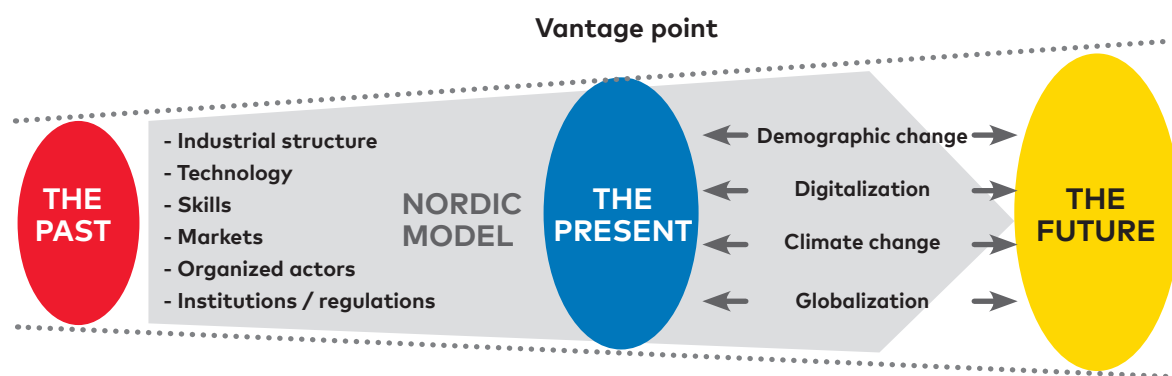 Vantage point
THE
PAST
- Industrial structure
- Technology
- Skills
- Markets
- Organized actors
- Institutions / regulations
NORDIC
MODEL
THE
PRESENT
Demographic change
Digitalization
Climate change
Globalization
THE
FUTURE